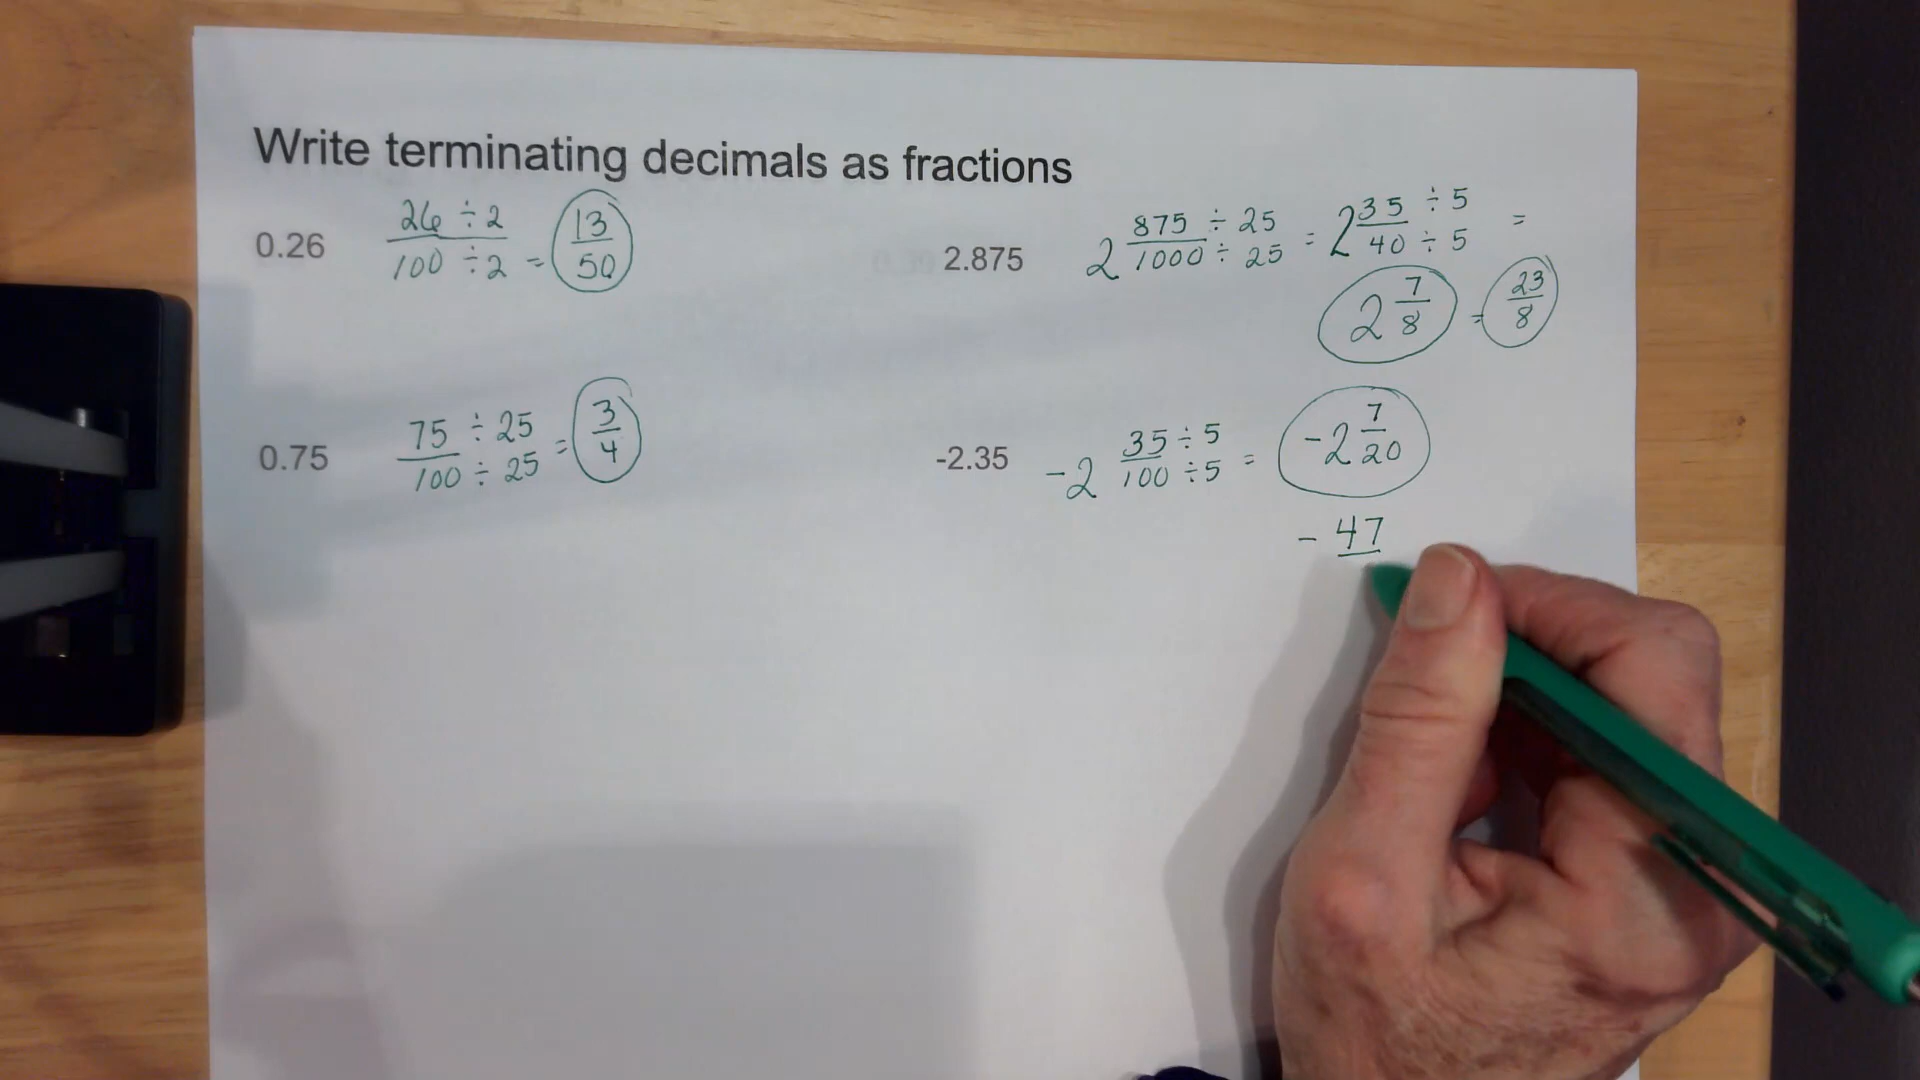 Write terminating decimals as fractions
0.26 26 ÷ 2 / 100 ÷ 2 = 13/50
2.875 2 875 ÷ 25 / 1000 ÷ 25 = 2 35 ÷ 5 / 40 ÷ 5 =
2 7/8 = 23/8
0.75 75 ÷ 25 / 100 ÷ 25 = 3/4
-2.35 -2 35 ÷ 5 / 100 ÷ 5 = -2 7/20
- 47